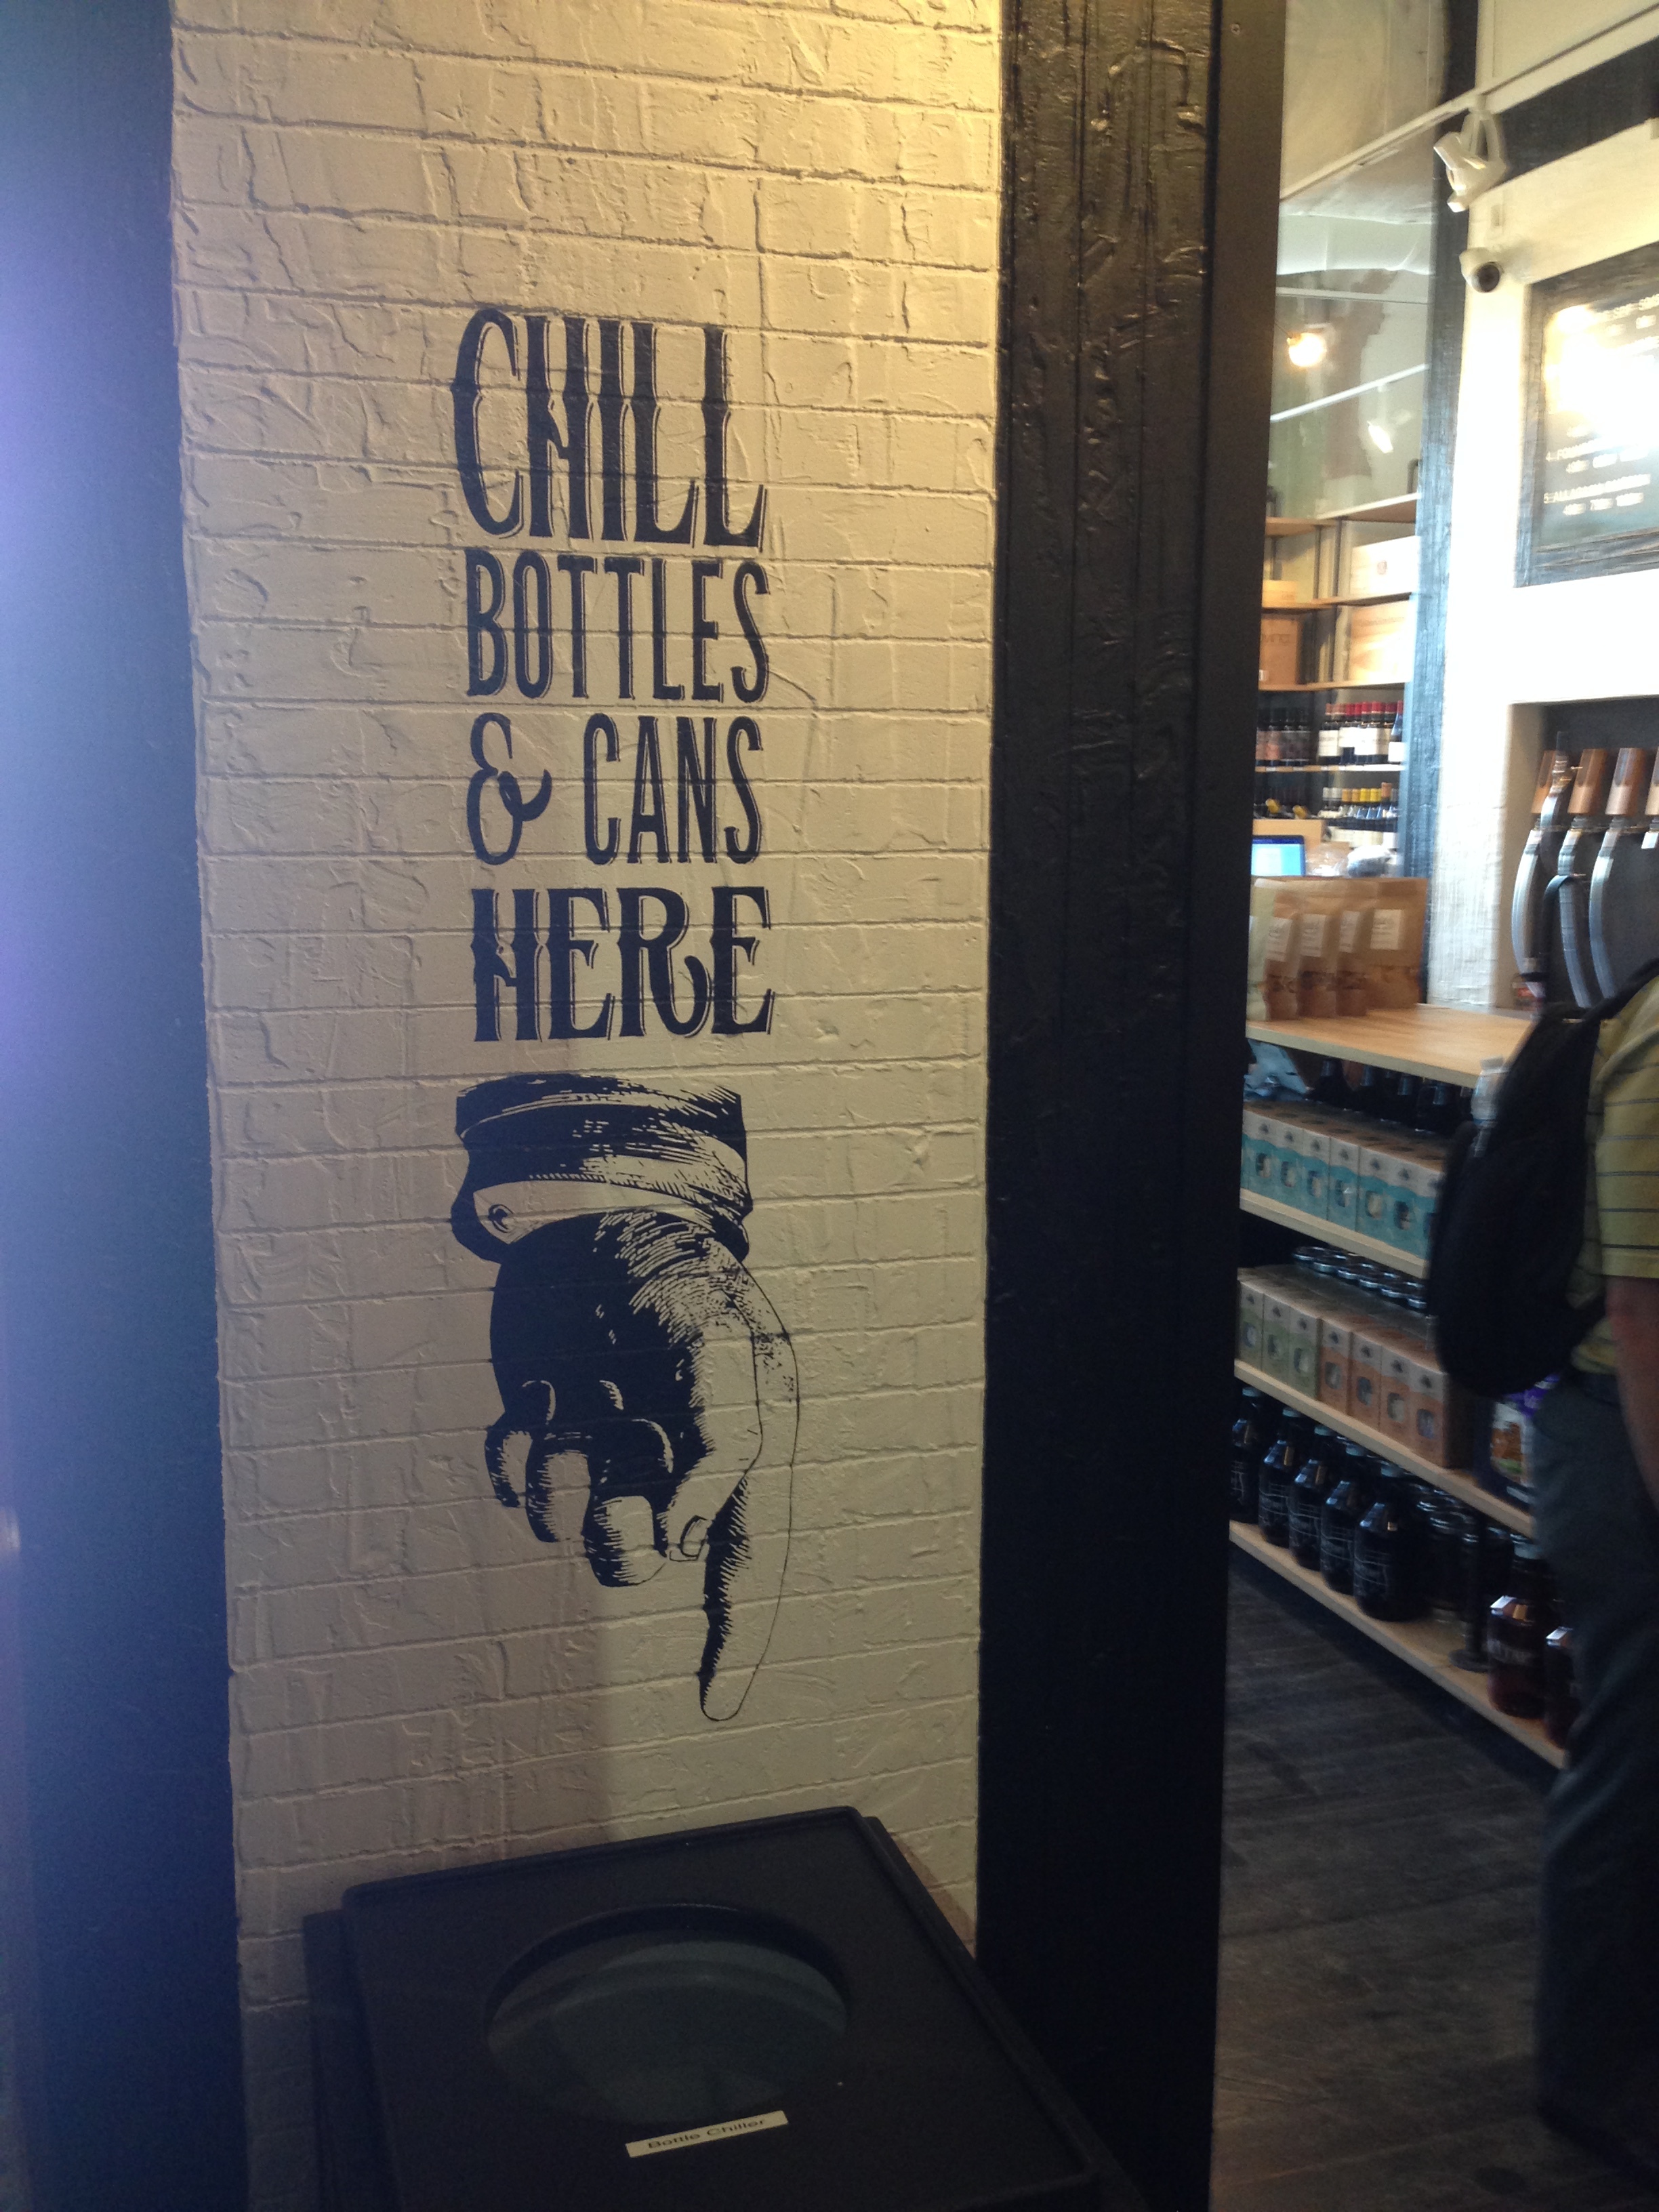 CHILL
BOTTLES
& CANS
HERE
Bottle Chiller